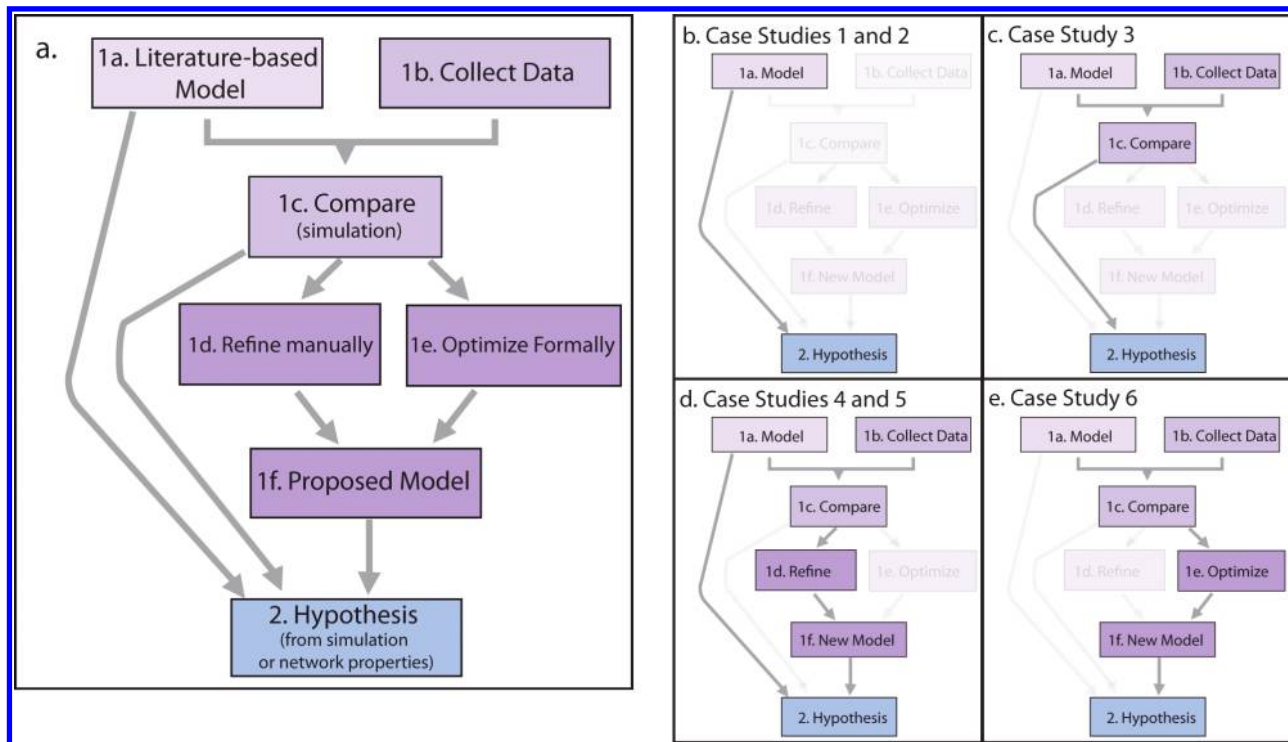 a.
1a. Literature-based
Model
1b. Collect Data
1c. Compare
(simulation)
1d. Refine manually
1e. Optimize Formally
1f. Proposed Model
2. Hypothesis
(from simulation
or network properties)
b. Case Studies 1 and 2
1a. Model
1b. Collect Data
1c. Compare
1d. Refine
1e. Optimize
1f. New Model
2. Hypothesis
c. Case Study 3
1a. Model
1b. Collect Data
1c. Compare
1d. Refine
1e. Optimize
1f. New Model
2. Hypothesis
d. Case Studies 4 and 5
1a. Model
1b. Collect Data
1c. Compare
1d. Refine
1e. Optimize
1f. New Model
2. Hypothesis
e. Case Study 6
1a. Model
1b. Collect Data
1c. Compare
1d. Refine
1e. Optimize
1f. New Model
2. Hypothesis